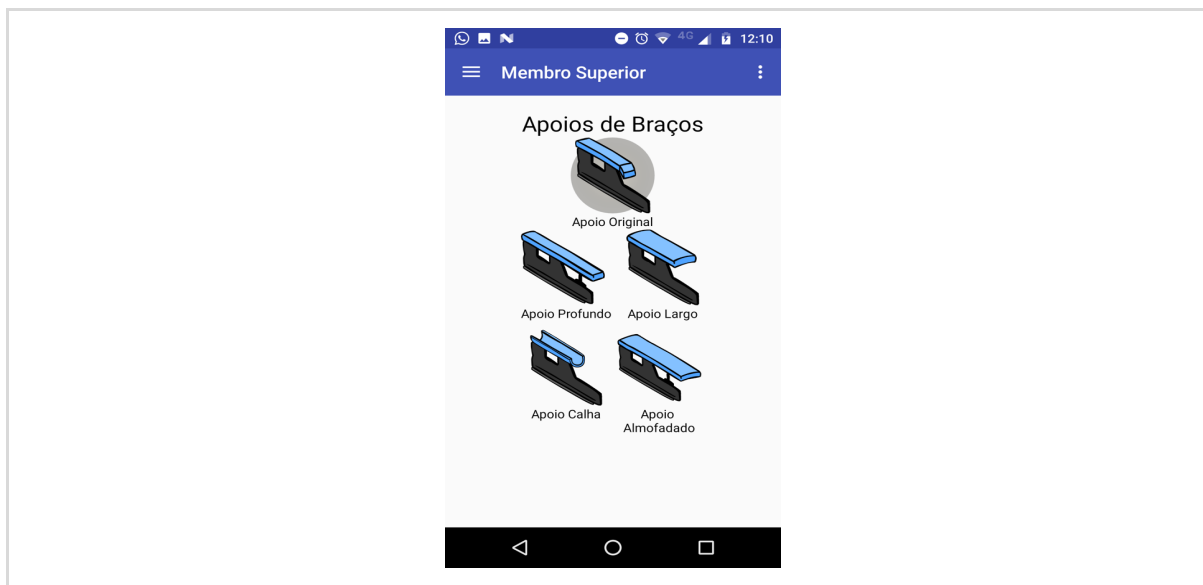 4G 12:10
Membro Superior
Apoios de Braços
Apoio Original
Apoio Profundo Apoio Largo
Apoio Calha Apoio
Almofadado